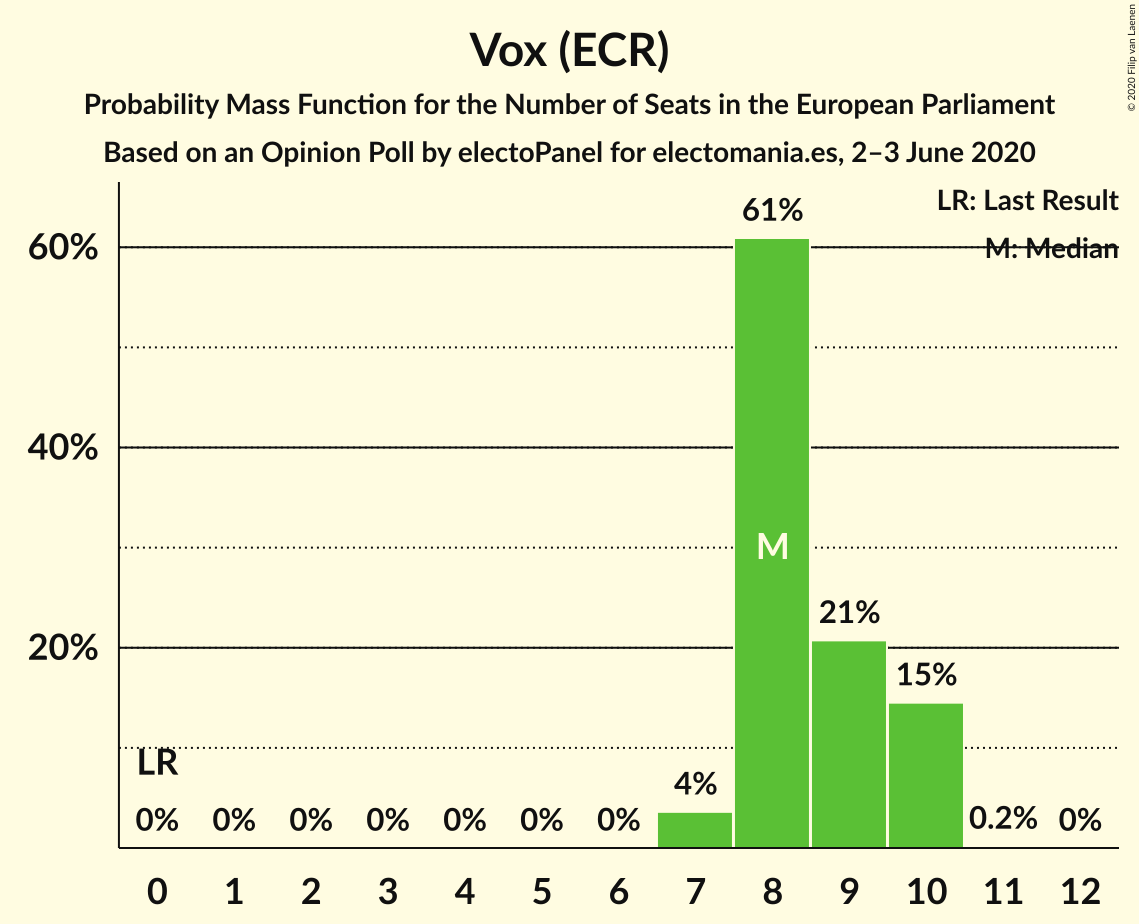 Vox (ECR)
Probability Mass Function for the Number of Seats in the European Parliament
Based on an Opinion Poll by electoPanel for electomania.es, 2–3 June 2020
© 2020 Filip van Laenen
LR: Last Result
M: Median
61%
60%
40%
M
21%
20%
15%
LR
4%
0% 0% 0% 0% 0% 0% 0% 0.2% 0%
0 1 2 3 4 5 6 7 8 9 10 11 12